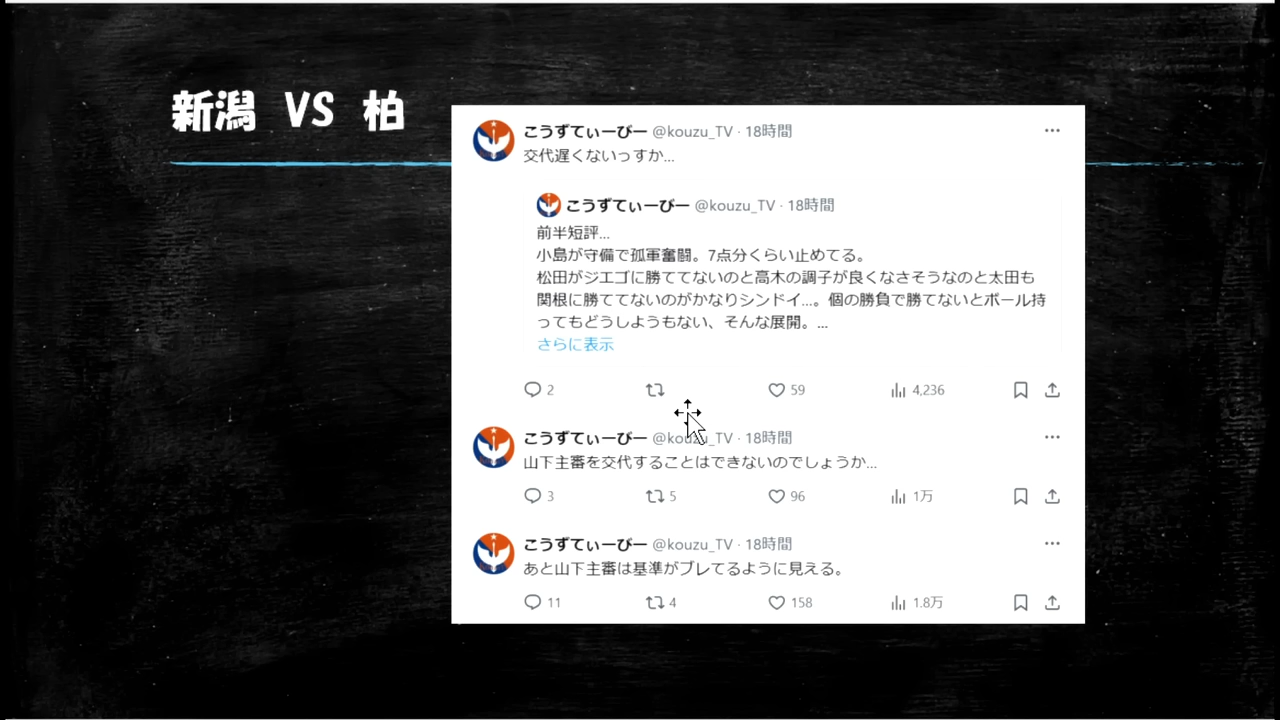 新潟 VS 柏
こうずてぃーびー @kouzu_TV · 18時間
交代遅くないっすか...
こうずてぃーびー @kouzu_TV · 18時間
前半短評...
小島が守備で孤軍奮闘。7点分くらい止めてる。
松田がジエゴに勝ててないのと高木の調子が良くなさそうなのと太田も
関根に勝ててないのがかなりシンドイ...。個の勝負で勝てないとボール持
ってもどうしようもない、そんな展開。...
さらに表示
2 59 4,236
こうずてぃーびー @kouzu_TV · 18時間
山下主審を交代することはできないのでしょうか...
3 5 96 1万
こうずてぃーびー @kouzu_TV · 18時間
あと山下主審は基準がブレてるように見える。
11 4 158 1.8万